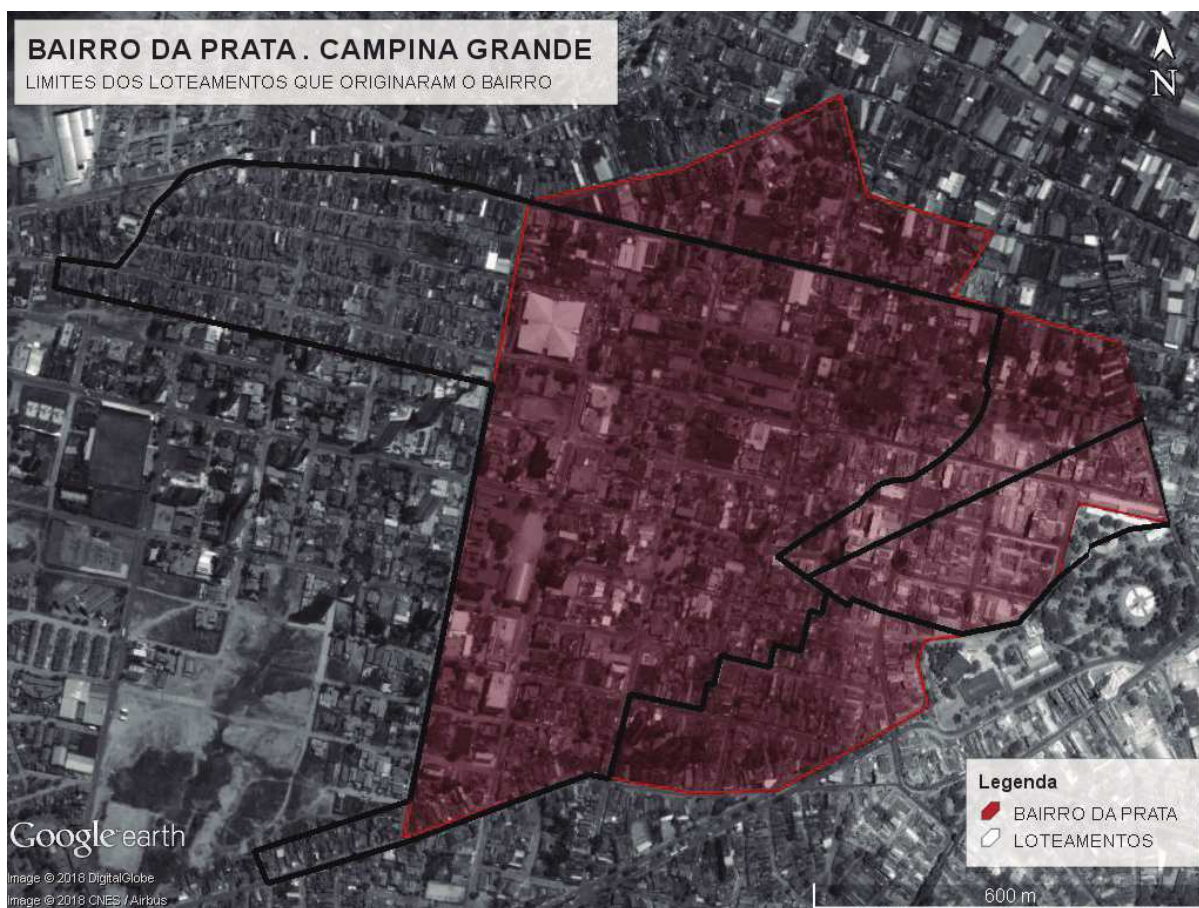 BAIRRO DA PRATA . CAMPINA GRANDE
LIMITES DOS LOTEAMENTOS QUE ORIGINARAM O BAIRRO
N
Legenda
BAIRRO DA PRATA
LOTEAMENTOS
Google earth
Image © 2018 DigitalGlobe
Image © 2018 CNES / Airbus
600 m